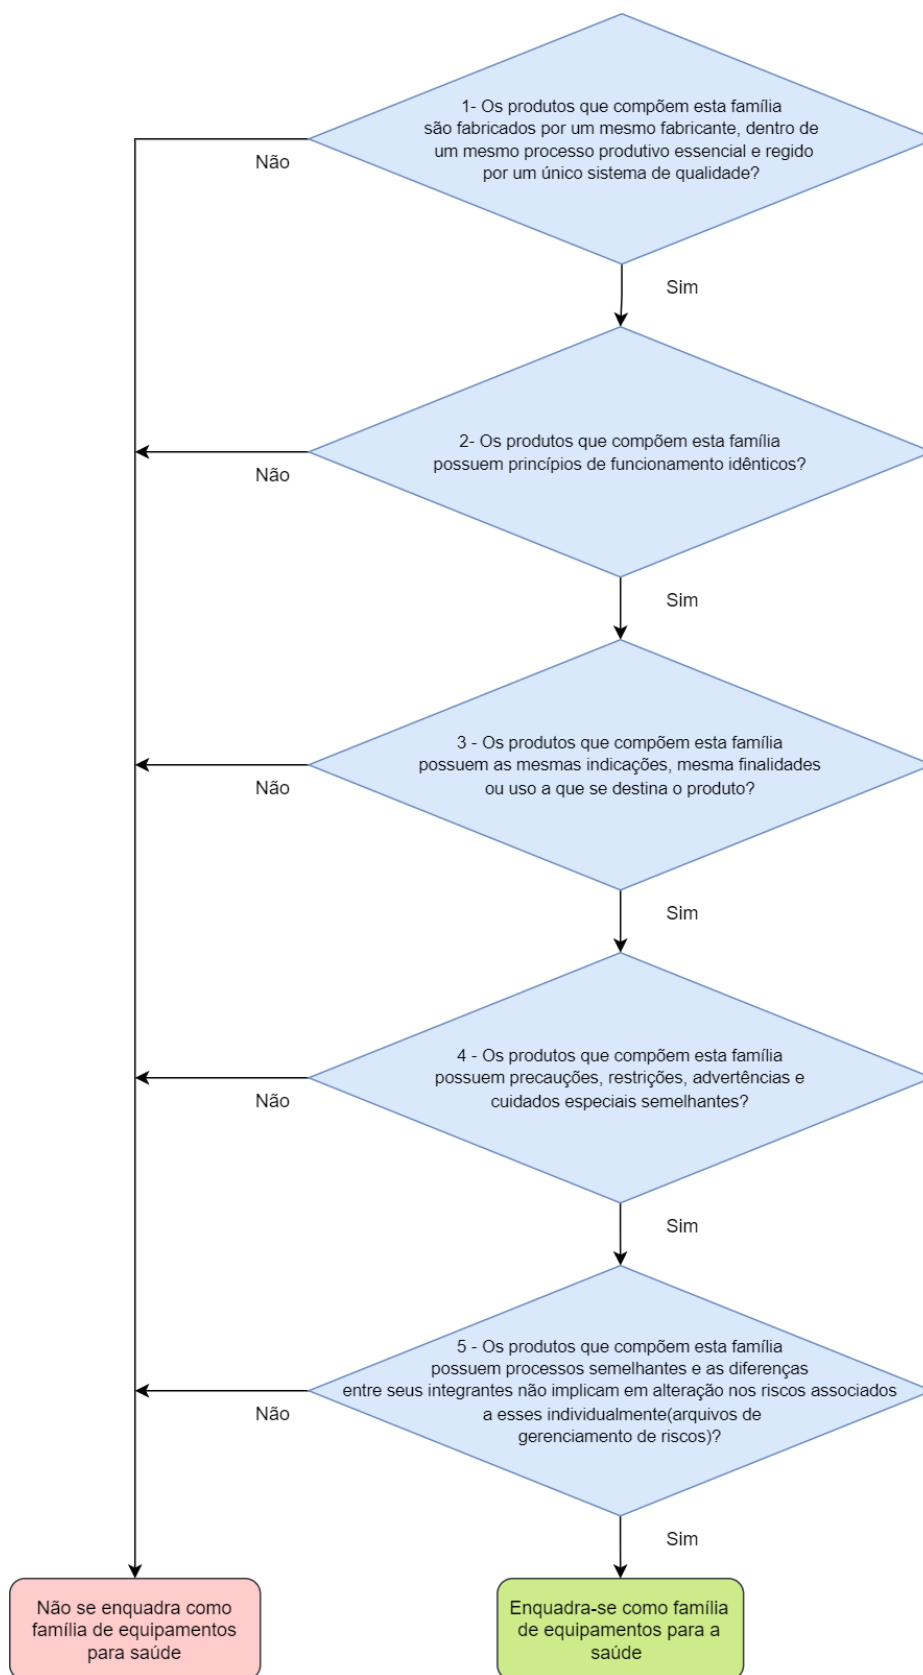 1- Os produtos que compõem esta família
são fabricados por um mesmo fabricante, dentro de
um mesmo processo produtivo essencial e regido
por um único sistema de qualidade?
Não
Sim
2- Os produtos que compõem esta família
possuem princípios de funcionamento idênticos?
Não
Sim
3 - Os produtos que compõem esta família
possuem as mesmas indicações, mesma finalidades
ou uso a que se destina o produto?
Não
Sim
4 - Os produtos que compõem esta família
possuem precauções, restrições, advertências e
cuidados especiais semelhantes?
Não
Sim
5 - Os produtos que compõem esta família
possuem processos semelhantes e as diferenças
entre seus integrantes não implicam em alteração nos riscos associados
a esses individualmente(arquivos de
gerenciamento de riscos)?
Não
Sim
Não se enquadra como
família de equipamentos
para saúde
Enquadra-se como família
de equipamentos para a
saúde